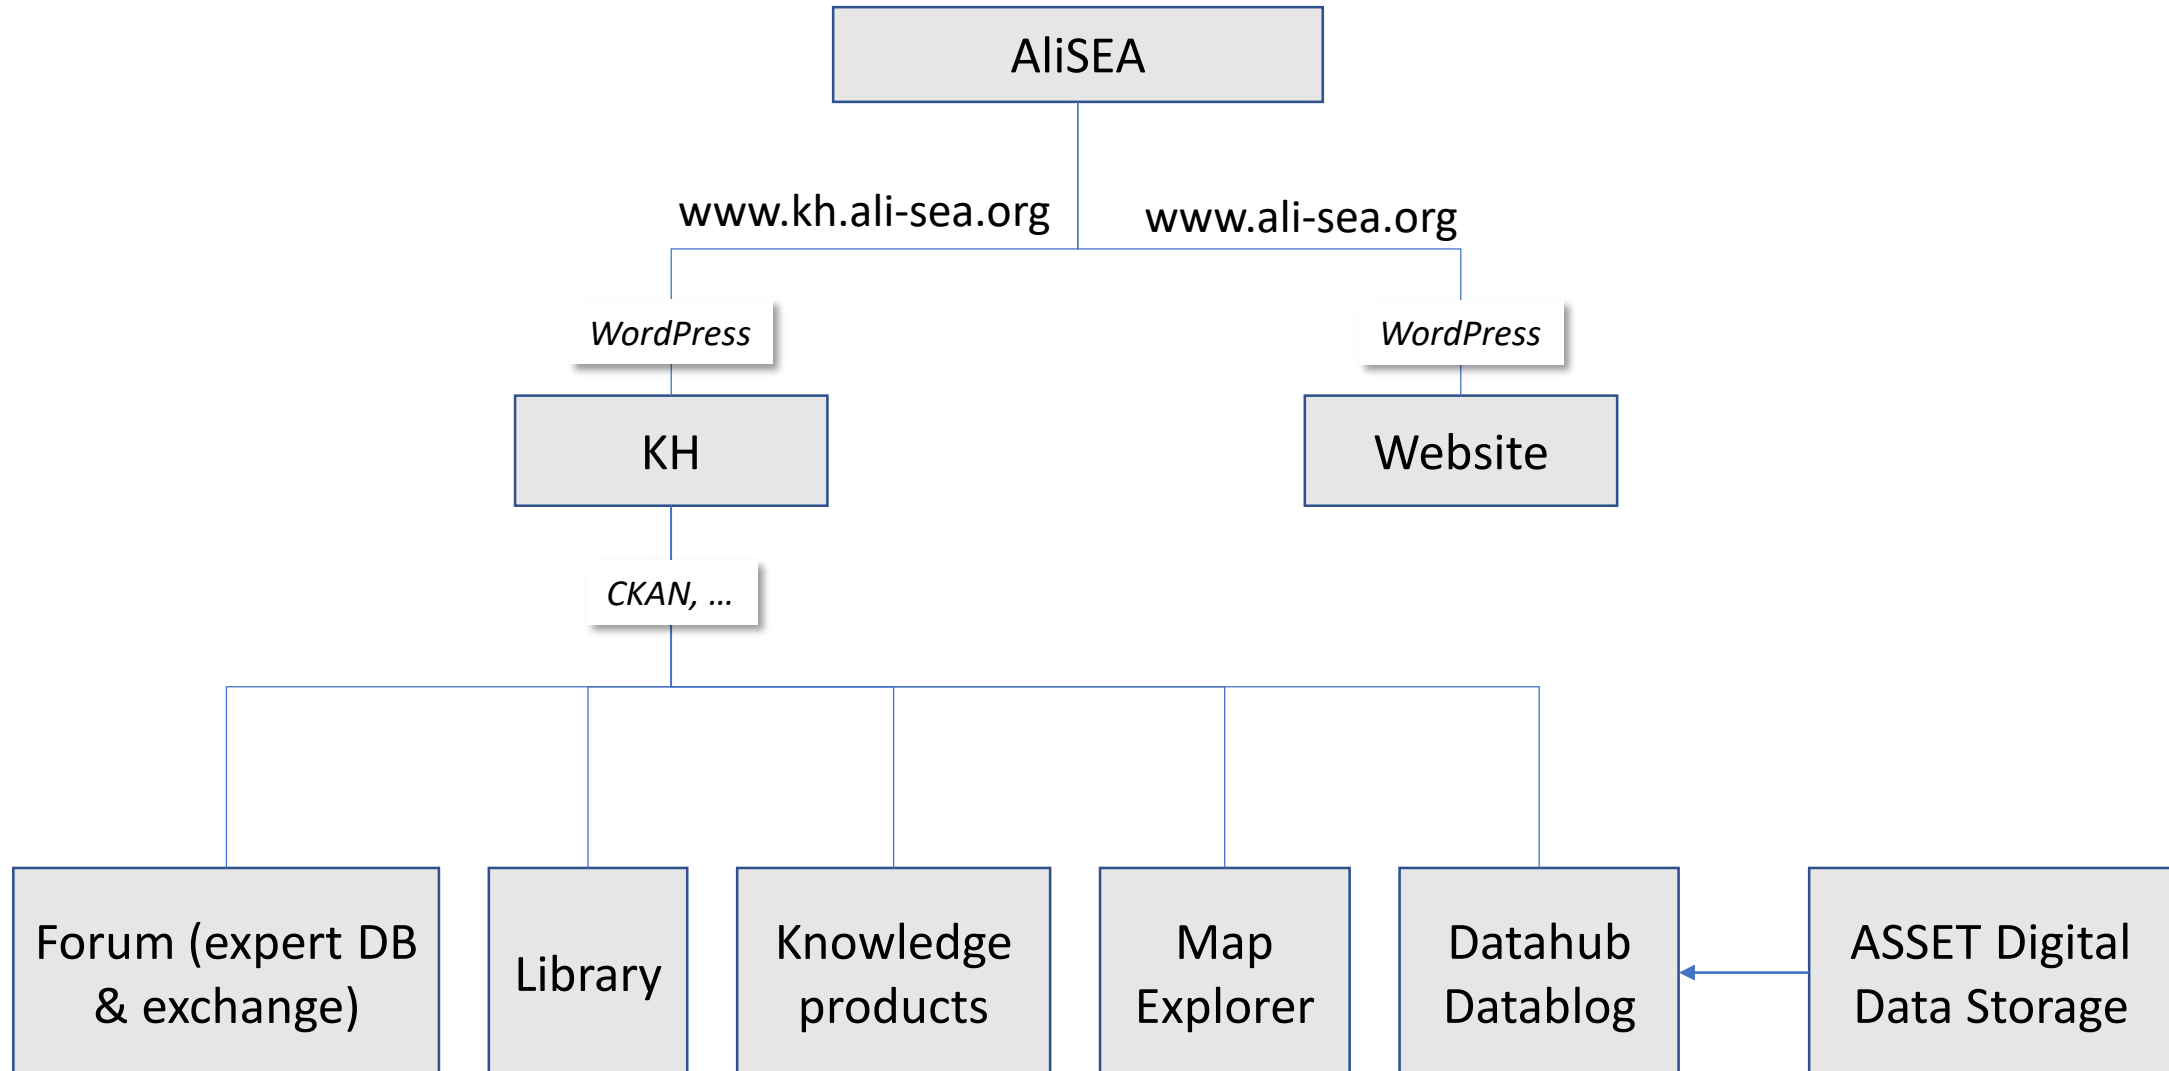 AliSEA
www.kh.ali-sea.org
www.ali-sea.org
WordPress
WordPress
KH
Website
CKAN, ...
Forum (expert DB
& exchange)
Library
Knowledge
products
Map
Explorer
Datahub
Datablog
ASSET Digital
Data Storage